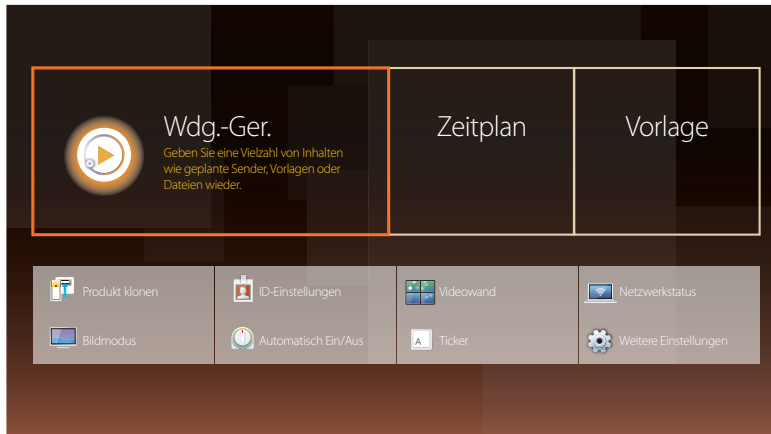 Wdg.-Ger.
Geben Sie eine Vielzahl von Inhalten
wie geplante Sender, Vorlagen oder
Dateien wieder.
Zeitplan
Vorlage
Produkt klonen
ID-Einstellungen
Videowand
Netzwerkstatus
Bildmodus
Automatisch Ein/Aus
A
Ticker
Weitere Einstellungen